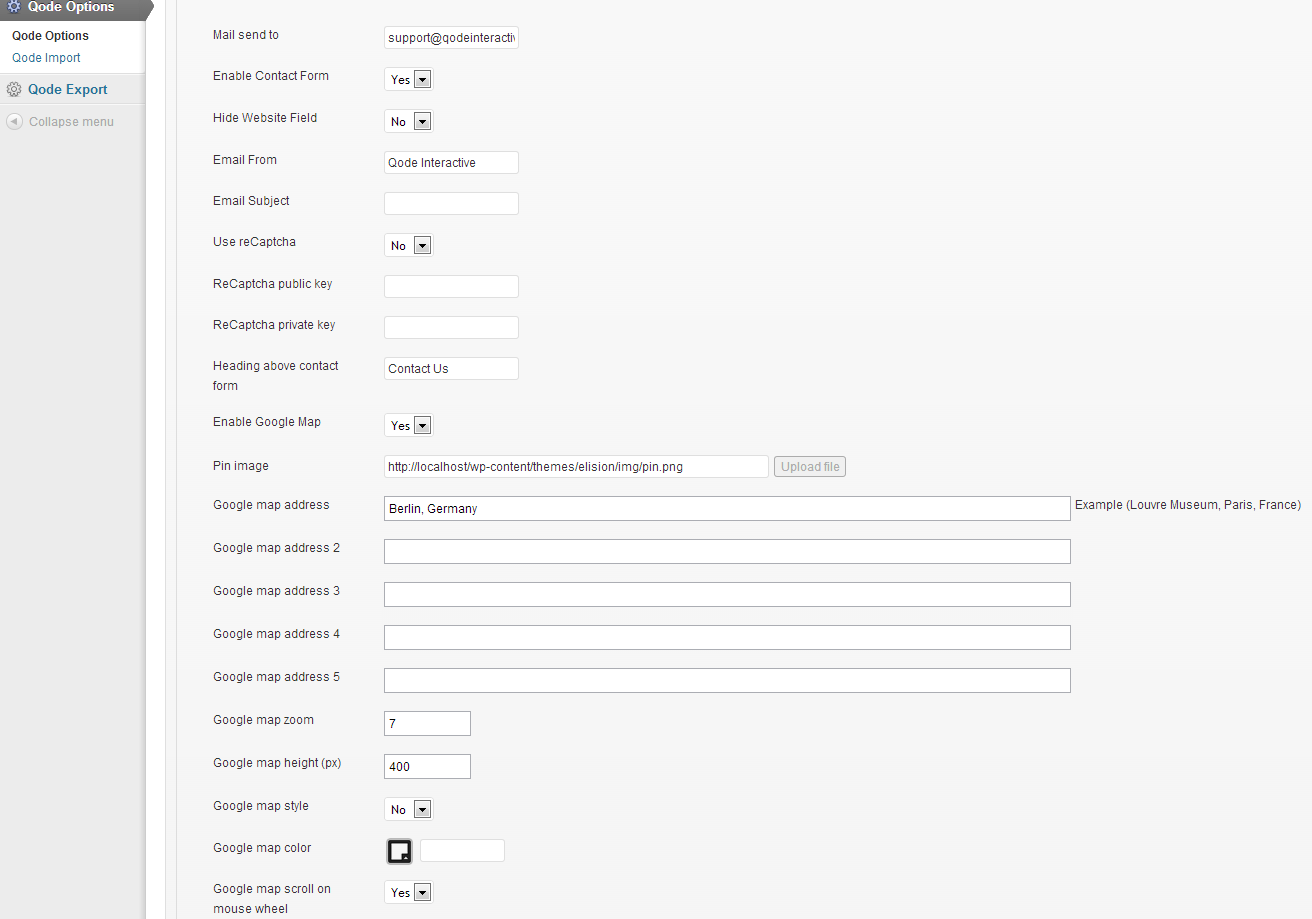 Qode Options
Qode Options
Qode Import
Qode Export
Collapse menu
Mail send to
support@qodeinteractiv
Enable Contact Form
Yes
Hide Website Field
No
Email From
Qode Interactive
Email Subject
Use reCaptcha
No
ReCaptcha public key
ReCaptcha private key
Heading above contact
form
Contact Us
Enable Google Map
Yes
Pin image
http://localhost/wp-content/themes/elision/img/pin.png
Upload file
Google map address
Berlin, Germany
Example (Louvre Museum, Paris, France)
Google map address 2
Google map address 3
Google map address 4
Google map address 5
Google map zoom
7
Google map height (px)
400
Google map style
No
Google map color
Google map scroll on
mouse wheel
Yes